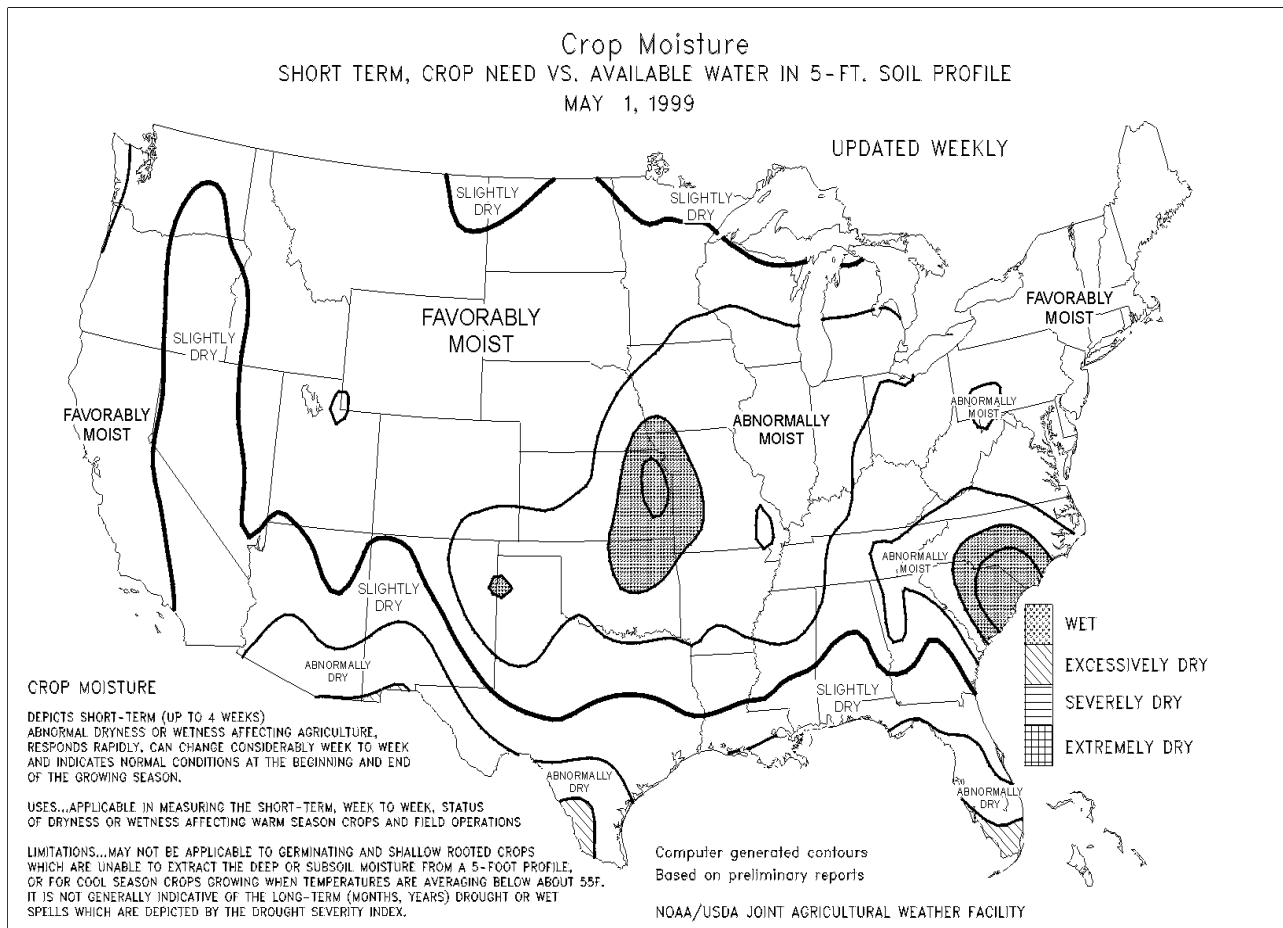 Crop Moisture
SHORT TERM, CROP NEED VS. AVAILABLE WATER IN 5-FT. SOIL PROFILE
MAY 1, 1999
UPDATED WEEKLY
SLIGHTLY
DRY
SLIGHTLY
DRY
FAVORABLY
MOIST
FAVORABLY
MOIST
SLIGHTLY
DRY
FAVORABLY
MOIST
ABNORMALLY
MOIST
ABNORMALLY
MOIST
ABNORMALLY
MOIST
SLIGHTLY
DRY
ABNORMALLY
DRY
SLIGHTLY
DRY
ABNORMALLY
DRY
ABNORMALLY
DRY
WET
EXCESSIVELY DRY
SEVERELY DRY
EXTREMELY DRY
CROP MOISTURE
DEPICTS SHORT-TERM (UP TO 4 WEEKS)
ABNORMAL DRYNESS OR WETNESS AFFECTING AGRICULTURE,
RESPONDS RAPIDLY, CAN CHANGE CONSIDERABLY WEEK TO WEEK
AND INDICATES NORMAL CONDITIONS AT THE BEGINNING AND END
OF THE GROWING SEASON.
USES...APPLICABLE IN MEASURING THE SHORT-TERM, WEEK TO WEEK, STATUS
OF DRYNESS OR WETNESS AFFECTING WARM SEASON CROPS AND FIELD OPERATIONS
LIMITATIONS...MAY NOT BE APPLICABLE TO GERMINATING AND SHALLOW ROOTED CROPS
WHICH ARE UNABLE TO EXTRACT THE DEEP OR SUBSOIL MOISTURE FROM A 5-FOOT PROFILE,
OR FOR COOL SEASON CROPS GROWING WHEN TEMPERATURES ARE AVERAGING BELOW ABOUT 55F.
IT IS NOT GENERALLY INDICATIVE OF THE LONG-TERM (MONTHS, YEARS) DROUGHT OR WET
SPELLS WHICH ARE DEPICTED BY THE DROUGHT SEVERITY INDEX.
Computer generated contours
Based on preliminary reports
NOAA/USDA JOINT AGRICULTURAL WEATHER FACILITY